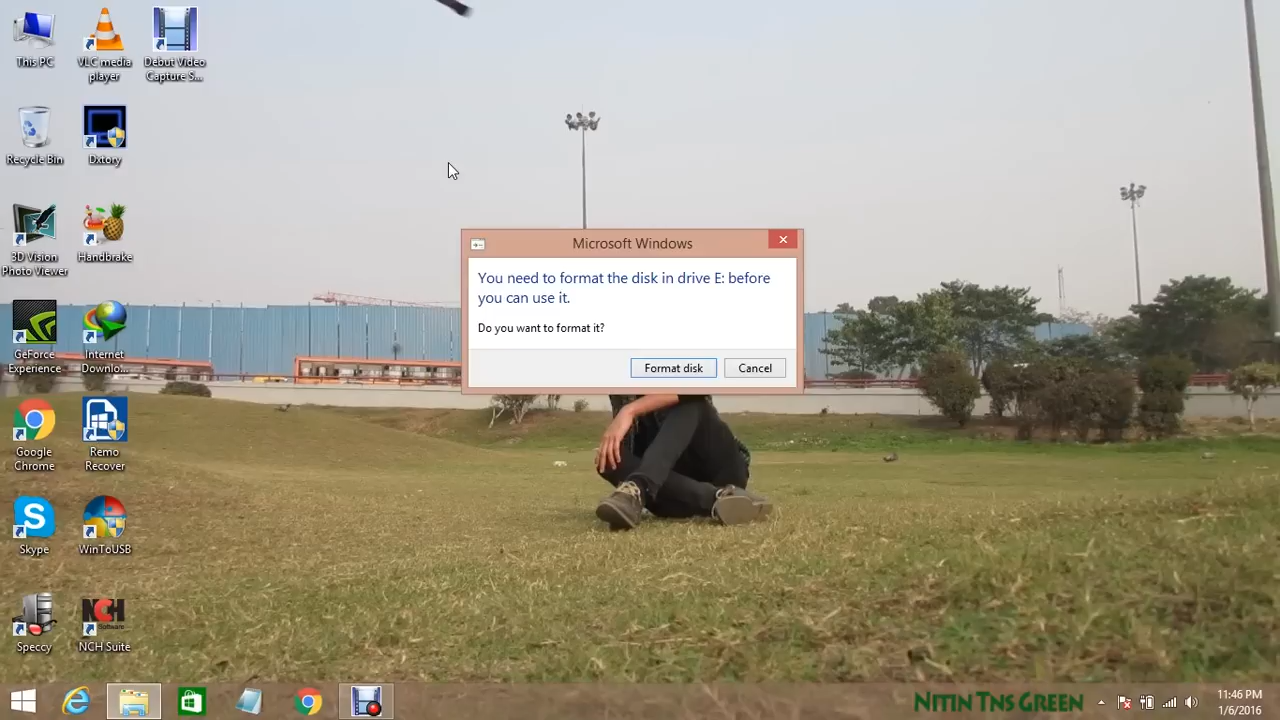 This PC
VLC media
player
Debut Video
Capture S...
Recycle Bin
Dxtory
3D Vision
Photo Viewer
Handbrake
GeForce
Experience
Internet
Downlo...
Google
Chrome
Remo
Recover
Skype
WinToUSB
Speccy
NCH
Software
NCH Suite
Microsoft Windows
You need to format the disk in drive E: before
you can use it.
Do you want to format it?
Format disk
Cancel
Nitin Tns Green
11:46 PM
1/6/2016